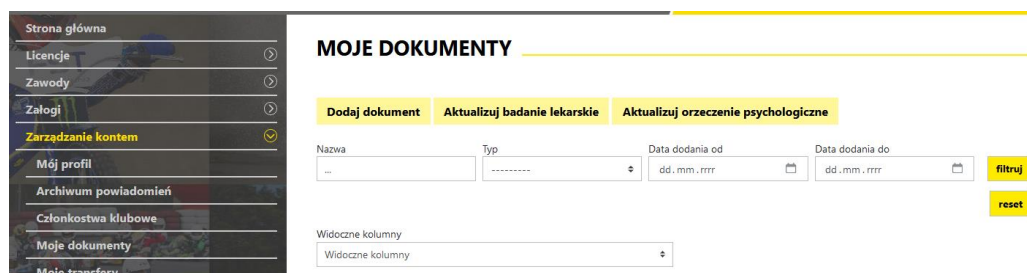 Strona główna
Licencje
Zawody
Załogi
Zarządzanie kontem
Mój profil
Archiwum powiadomień
Członkostwa klubowe
Moje dokumenty
Moje transfery
MOJE DOKUMENTY
Dodaj dokument Aktualizuj badanie lekarskie Aktualizuj orzeczenie psychologiczne
Nazwa Typ Data dodania od Data dodania do
... --------- dd.mm.rrrr dd.mm.rrrr filtruj
reset
Widoczne kolumny
Widoczne kolumny